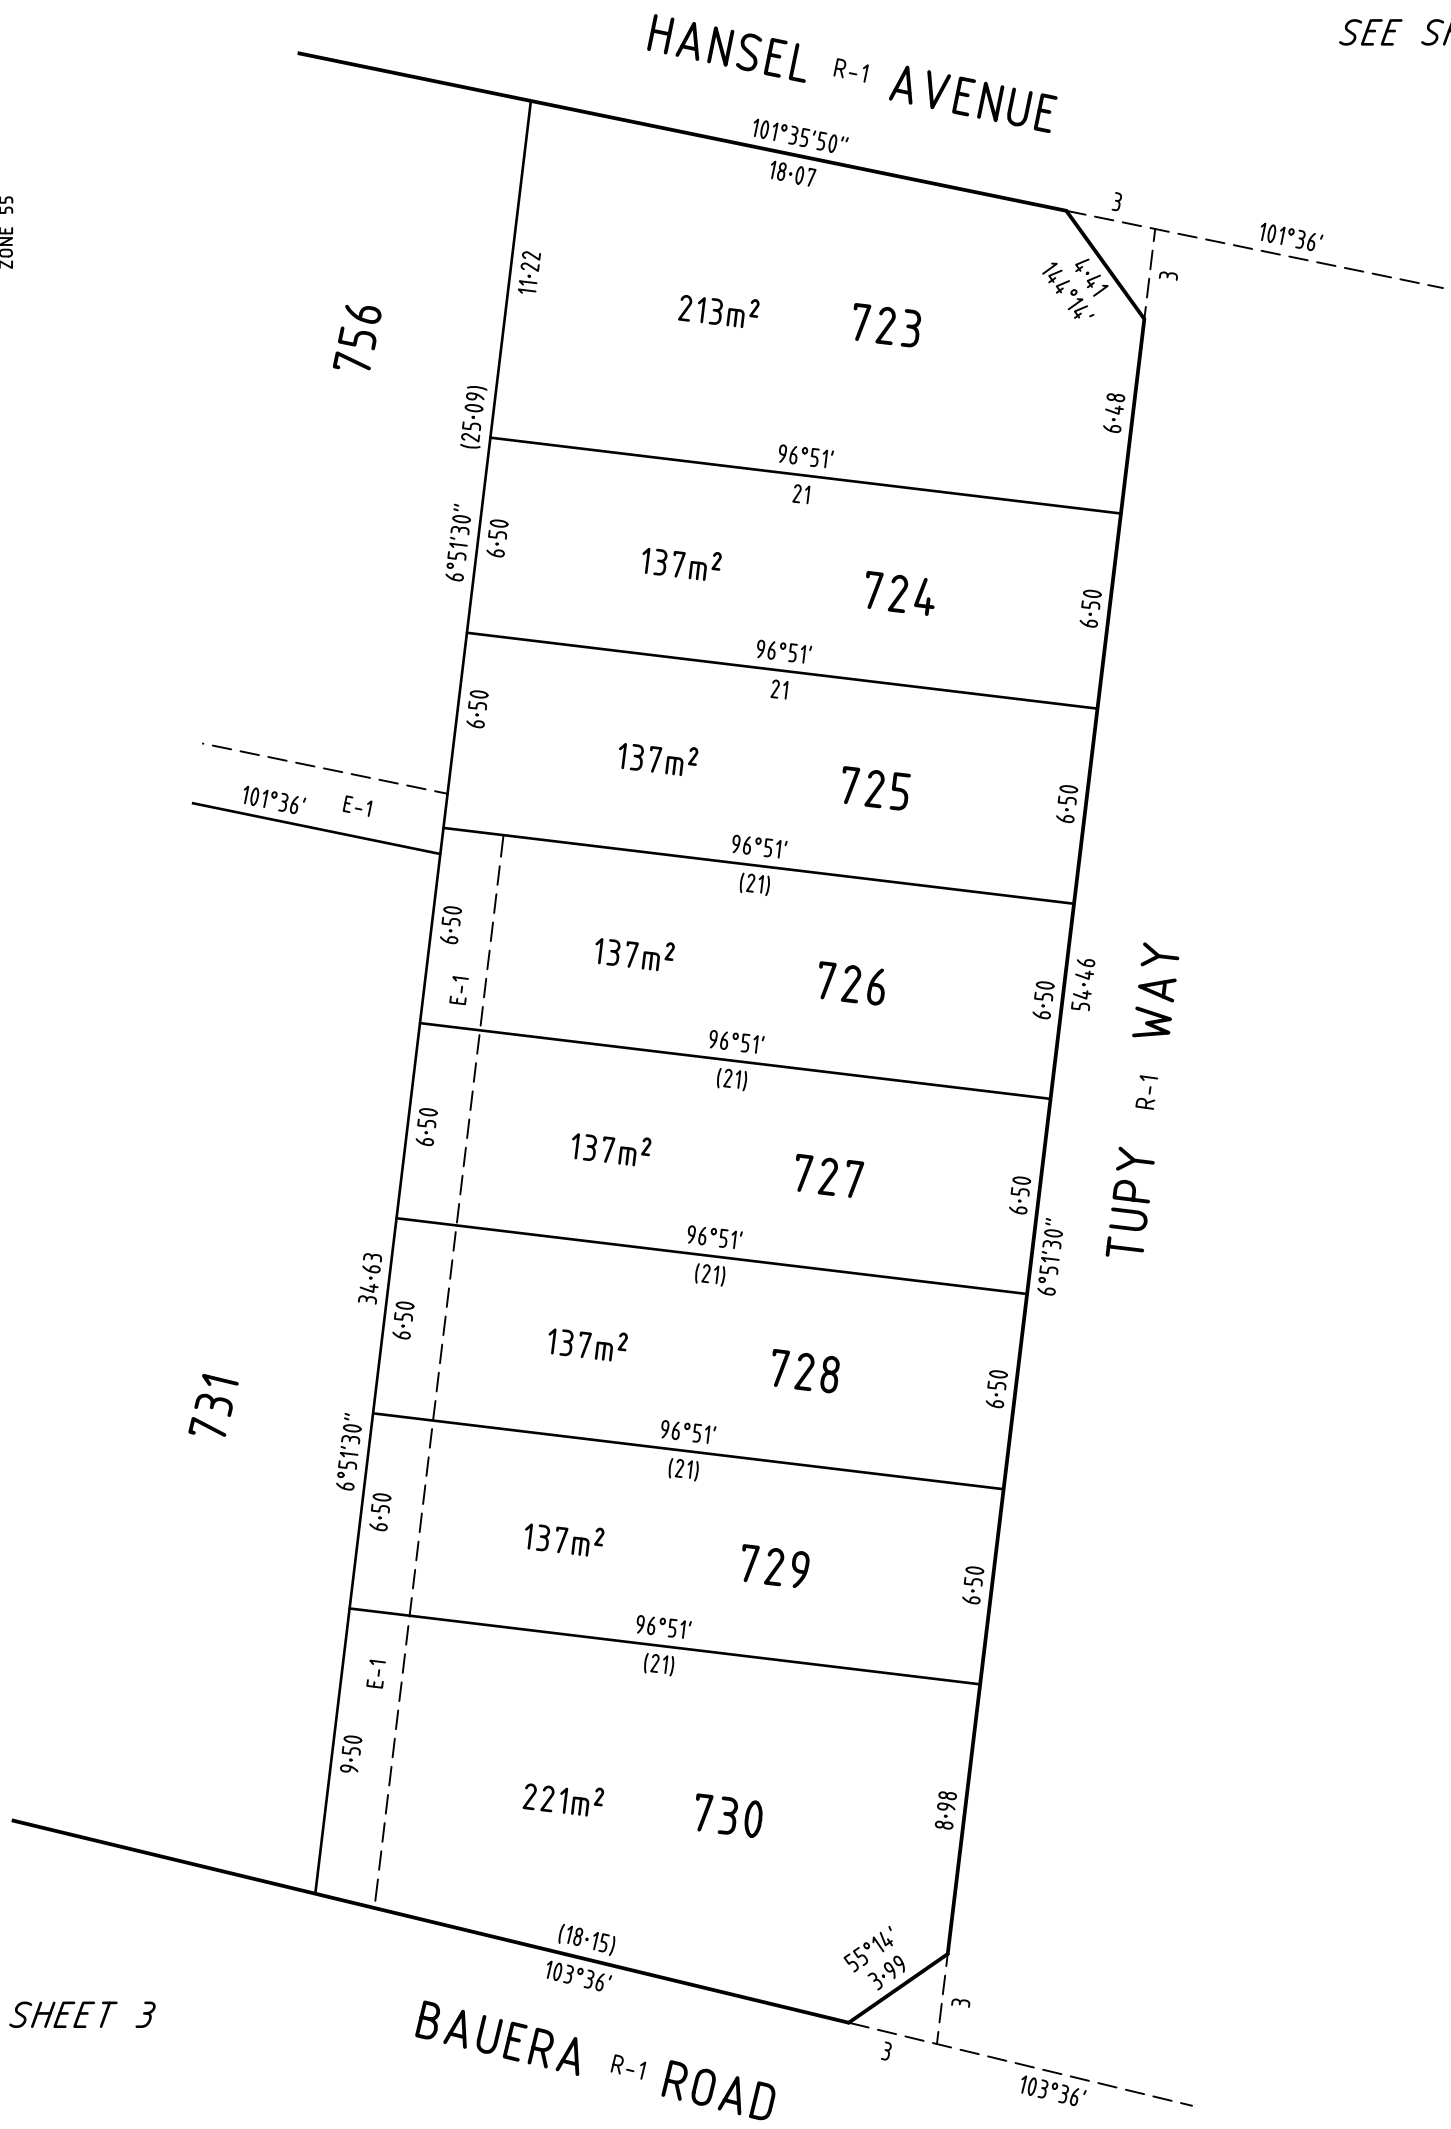 SEE SH
HANSEL R-1 AVENUE
101°35'50"
18·07
3
101°36'
ZONE 55
4·41
144°14'
3
11·22
213m² 723
756
6·48
(25·09)
96°51'
21
6°51'30"
6·50
137m² 724
6·50
96°51'
21
6·50
137m² 725
6·50
101°36' E-1
96°51'
(21)
6·50
137m² 726
6·50
54·46
E-1
WAY
96°51'
(21)
R-1
6·50
137m² 727
6·50
TUPY
6°51'30"
96°51'
(21)
34·63
6·50
137m² 728
6·50
731
96°51'
(21)
6°51'30"
6·50
137m² 729
6·50
96°51'
(21)
E-1
9·50
221m² 730
8·98
(18·15)
103°36'
55°14'
3·99
3
SHEET 3
BAUERA R-1 ROAD
3
103°36'